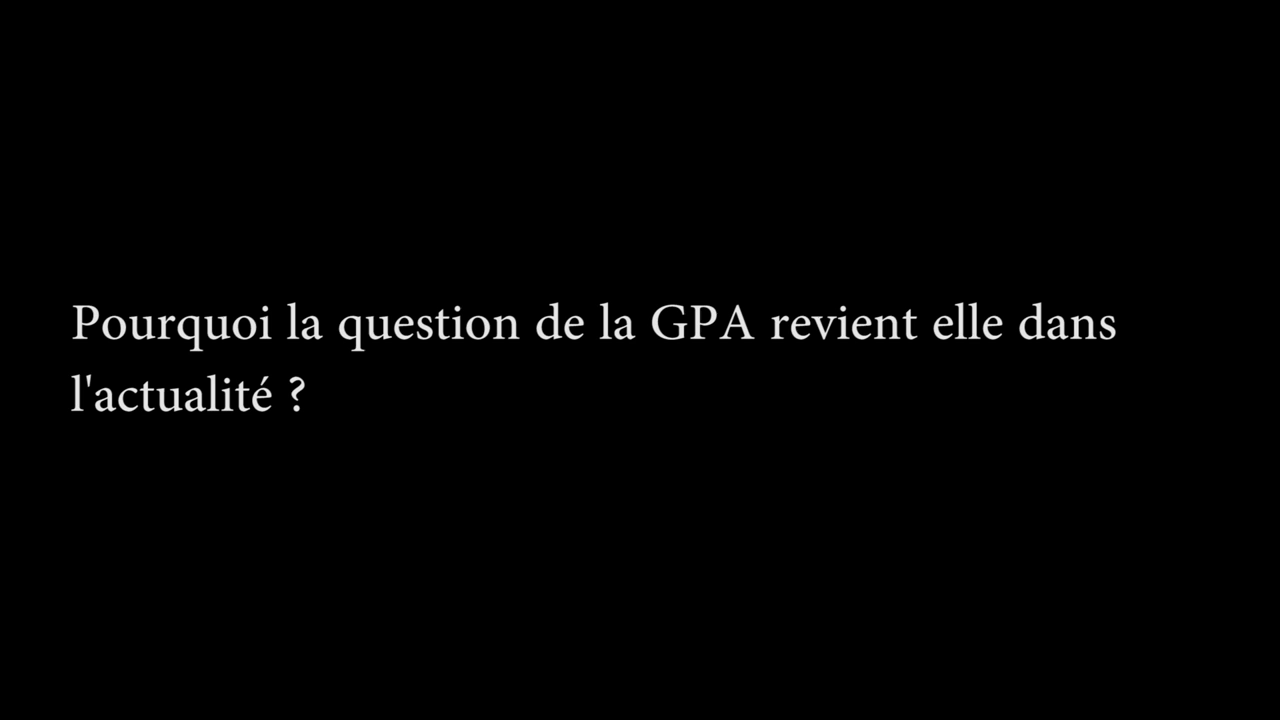 Pourquoi la question de la GPA revient elle dans
l'actualité ?